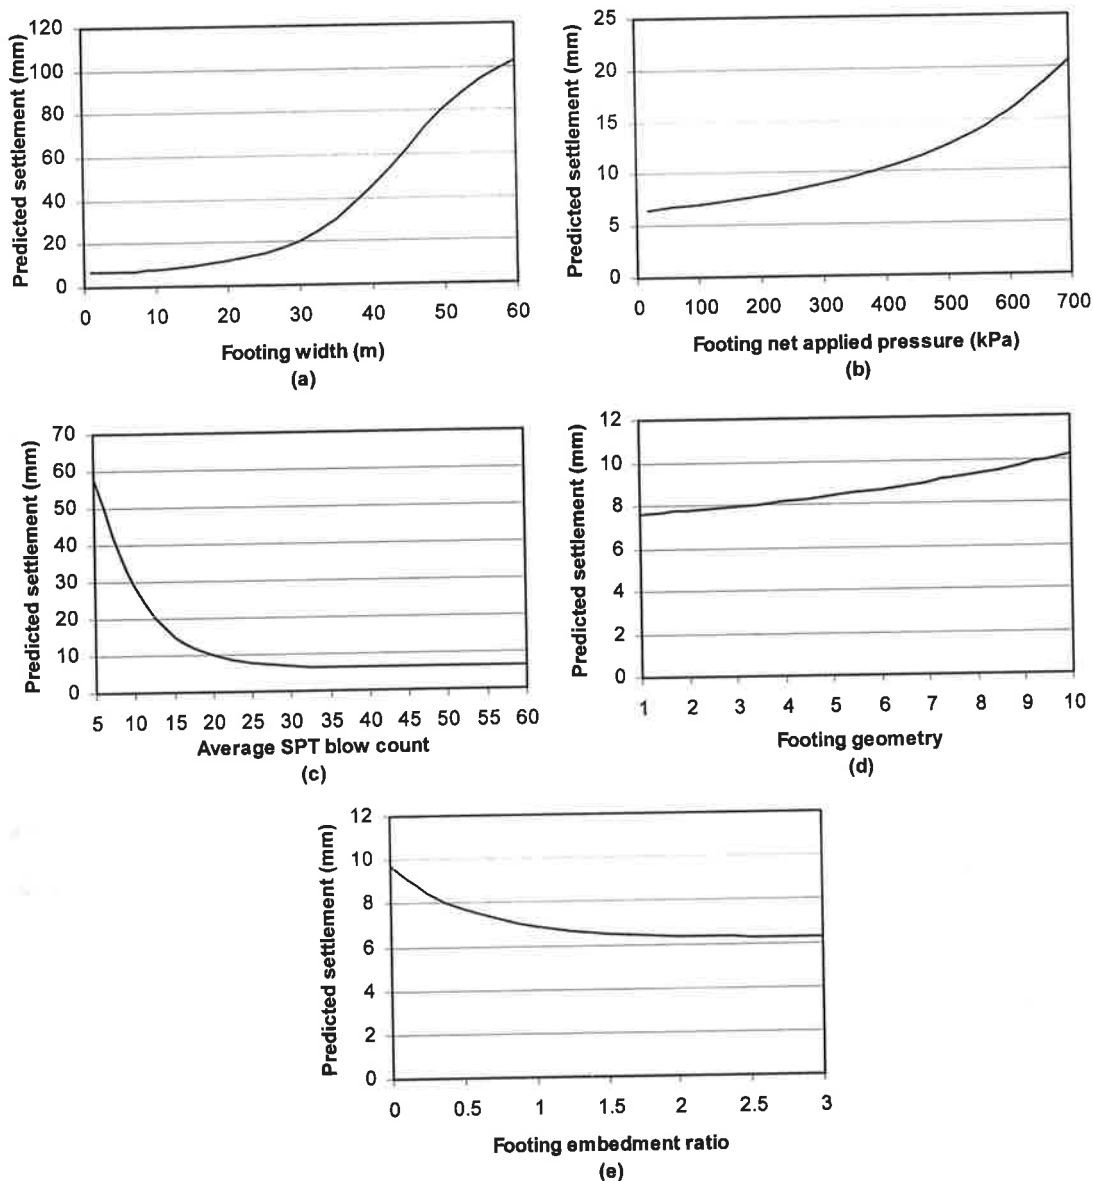 Predicted settlement (mm)
120
100
80
60
40
20
0
0 10 20 30 40 50 60
Footing width (m)
(a)
Predicted settlement (mm)
25
20
15
10
5
0
0 100 200 300 400 500 600 700
Footing net applied pressure (kPa)
(b)
Predicted settlement (mm)
70
60
50
40
30
20
10
0
5 10 15 20 25 30 35 40 45 50 55 60
Average SPT blow count
(c)
Predicted settlement (mm)
12
10
8
6
4
2
0
1 2 3 4 5 6 7 8 9 10
Footing geometry
(d)
Predicted settlement (mm)
12
10
8
6
4
2
0
0 0.5 1 1.5 2 2.5 3
Footing embedment ratio
(e)